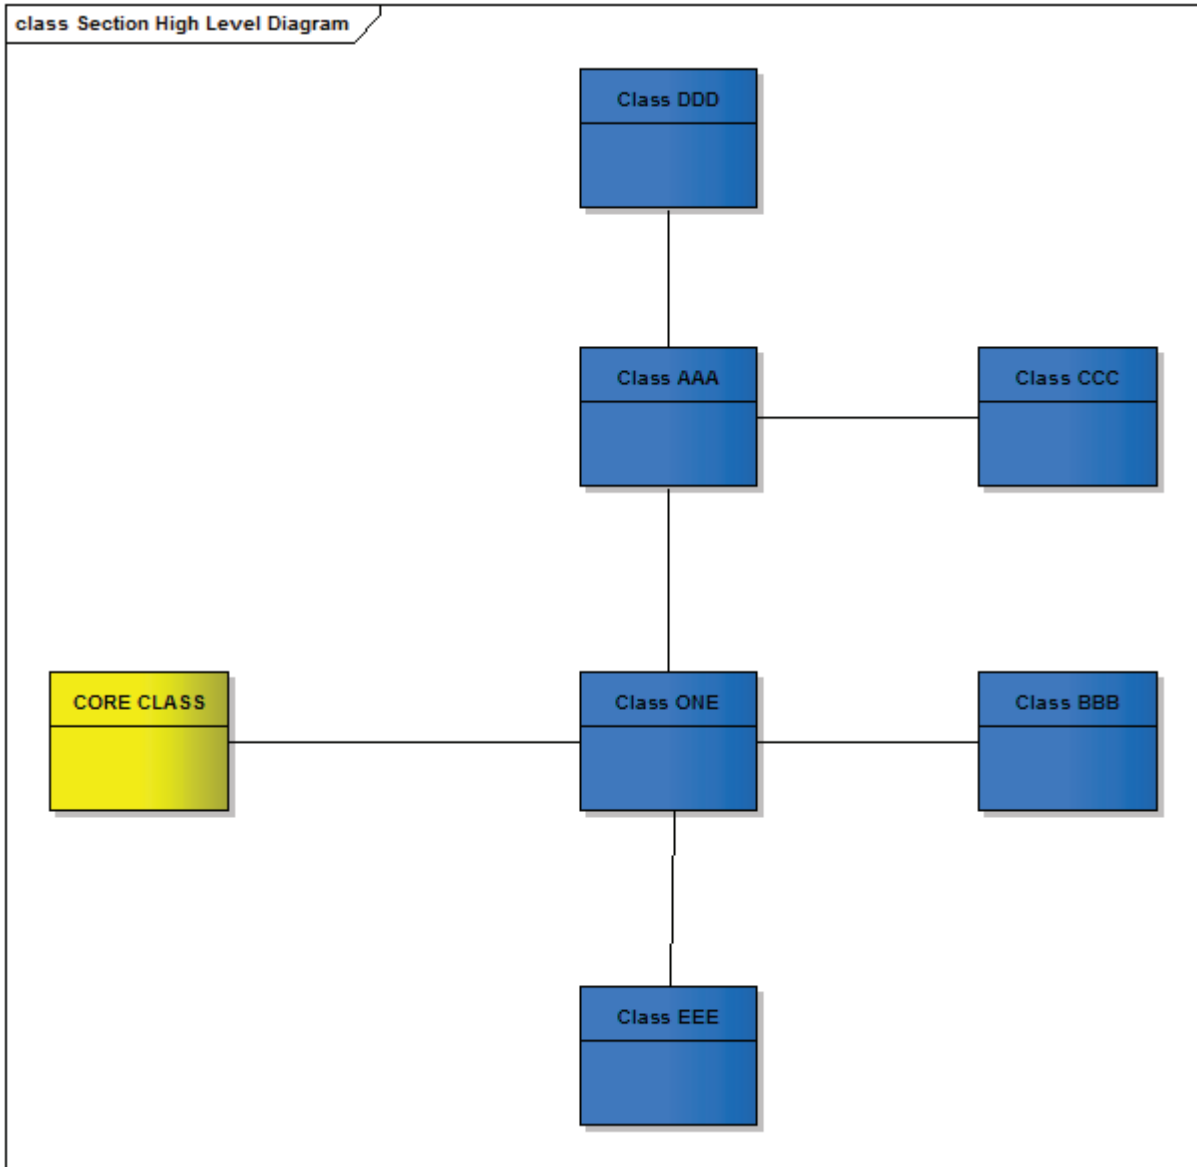 class Section High Level Diagram
Class DDD
Class AAA
Class CCC
CORE CLASS
Class ONE
Class BBB
Class EEE